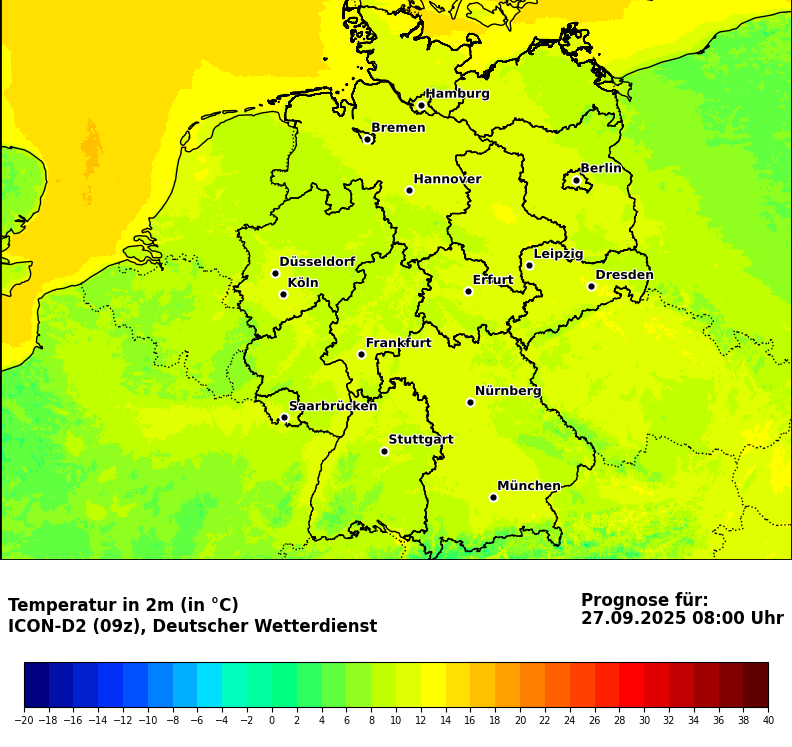 Hamburg
Bremen
Berlin
Hannover
Leipzig
Düsseldorf
Dresden
Köln
Erfurt
Frankfurt
Nürnberg
Saarbrücken
Stuttgart
München
Temperatur in 2m (in °C)
ICON-D2 (09z), Deutscher Wetterdienst
Prognose für:
27.09.2025 08:00 Uhr
−20 −18 −16 −14 −12 −10 −8 −6 −4 −2 0 2 4 6 8 10 12 14 16 18 20 22 24 26 28 30 32 34 36 38 40